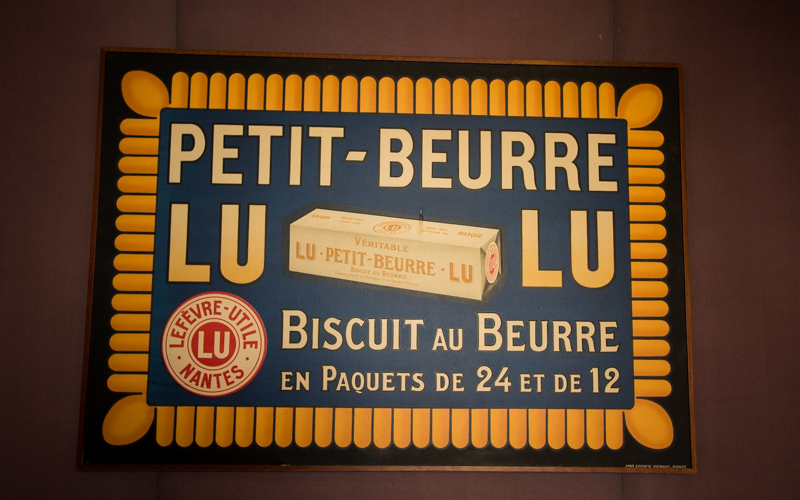 PETIT-BEURRE
LU LU
VÉRITABLE
LU · PETIT-BEURRE · LU
BISCUIT AU BEURRE
LEFÈVRE-UTILE
LU
NANTES
BISCUIT AU BEURRE
EN PAQUETS DE 24 ET DE 12